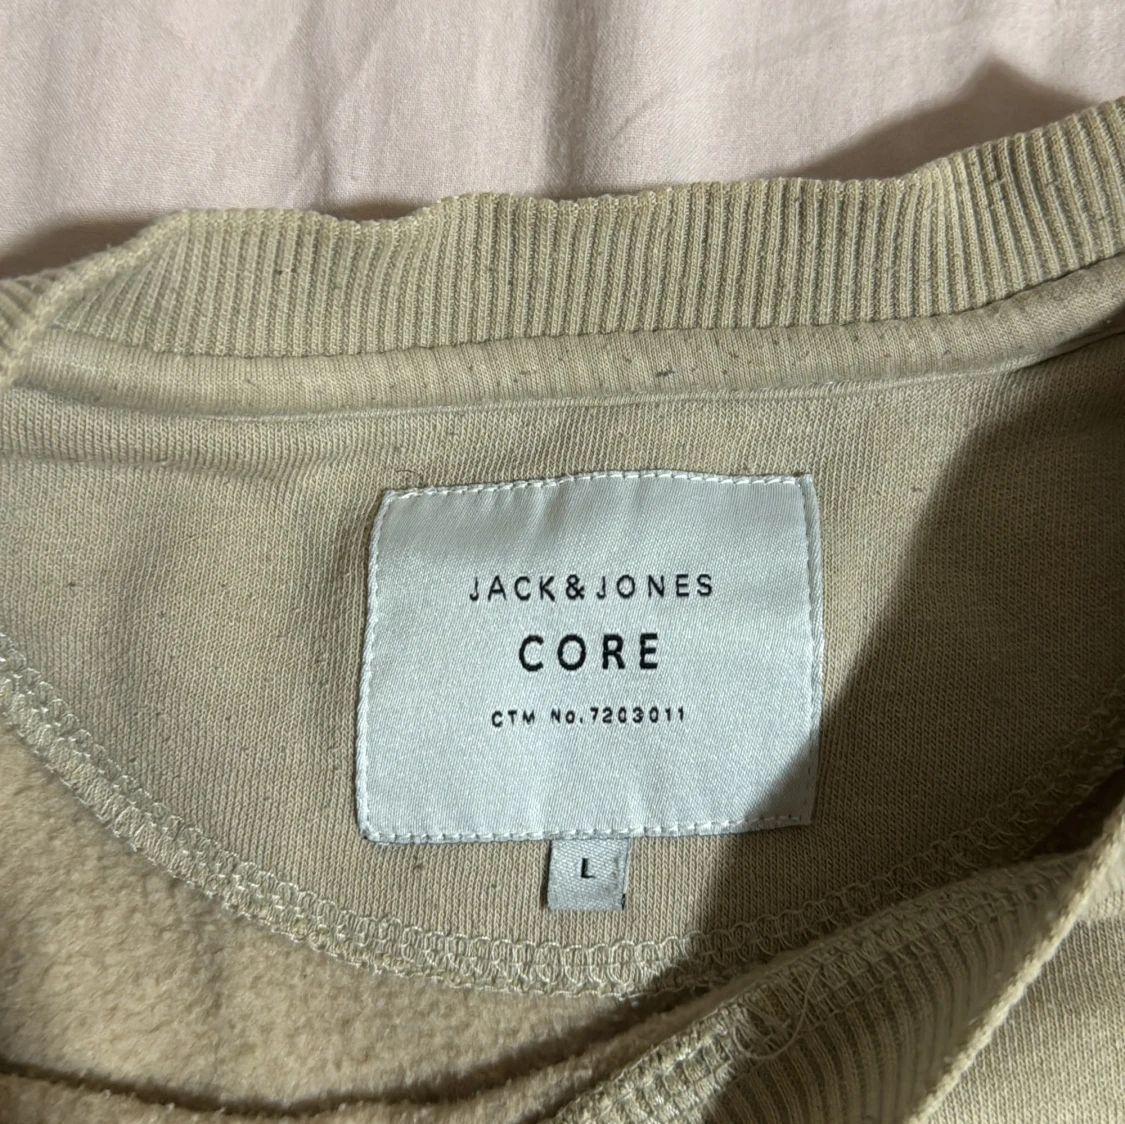 JACK&JONES
CORE
CTM No.7203011
L